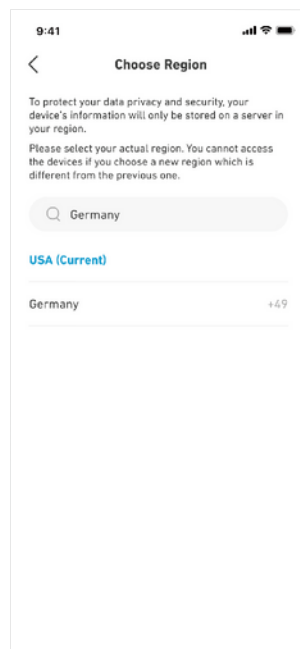 9:41
Choose Region
To protect your data privacy and security, your
device's information will only be stored on a server in
your region.
Please select your actual region. You cannot access
the devices if you choose a new region which is
different from the previous one.
Germany
USA (Current)
Germany +49